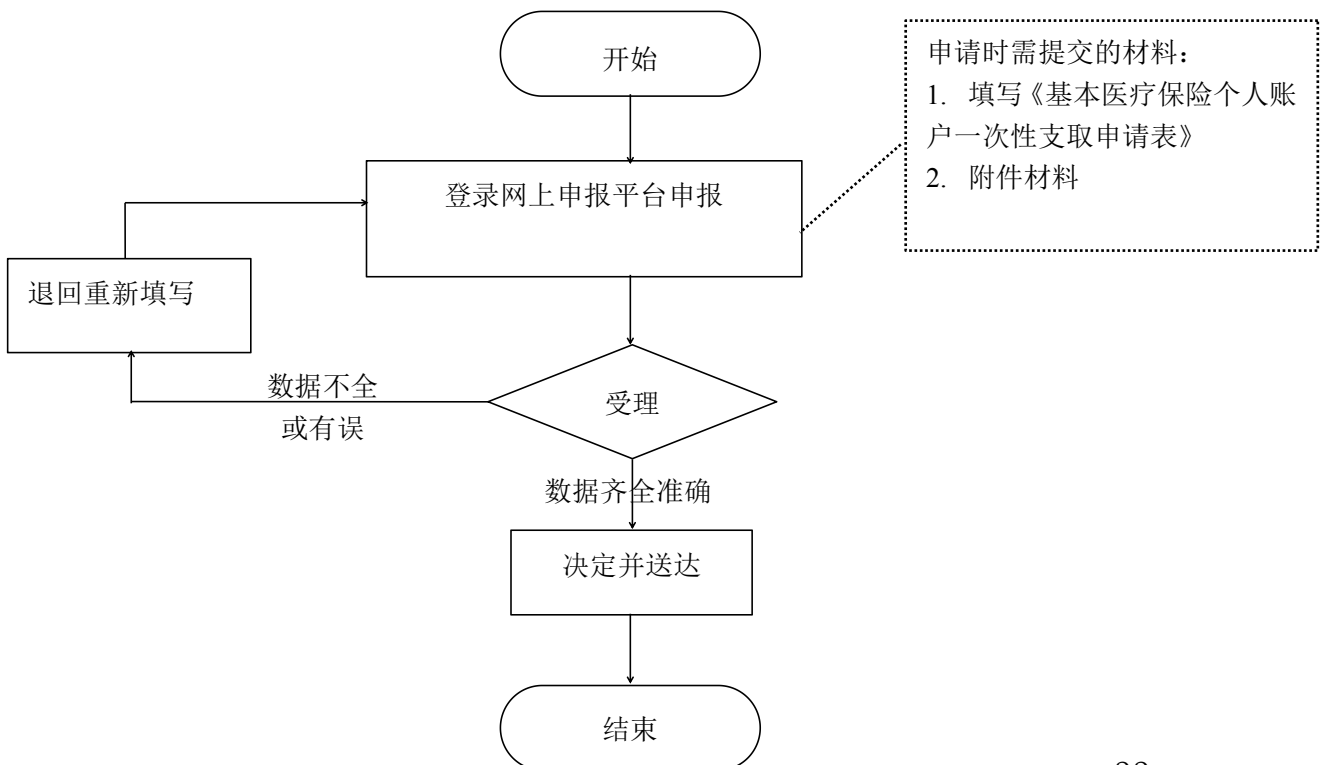 开始
申请时需提交的材料：
1. 填写《基本医疗保险个人账
户一次性支取申请表》
2. 附件材料
登录网上申报平台申报
退回重新填写
数据不全
或有误
受理
数据齐全准确
决定并送达
结束